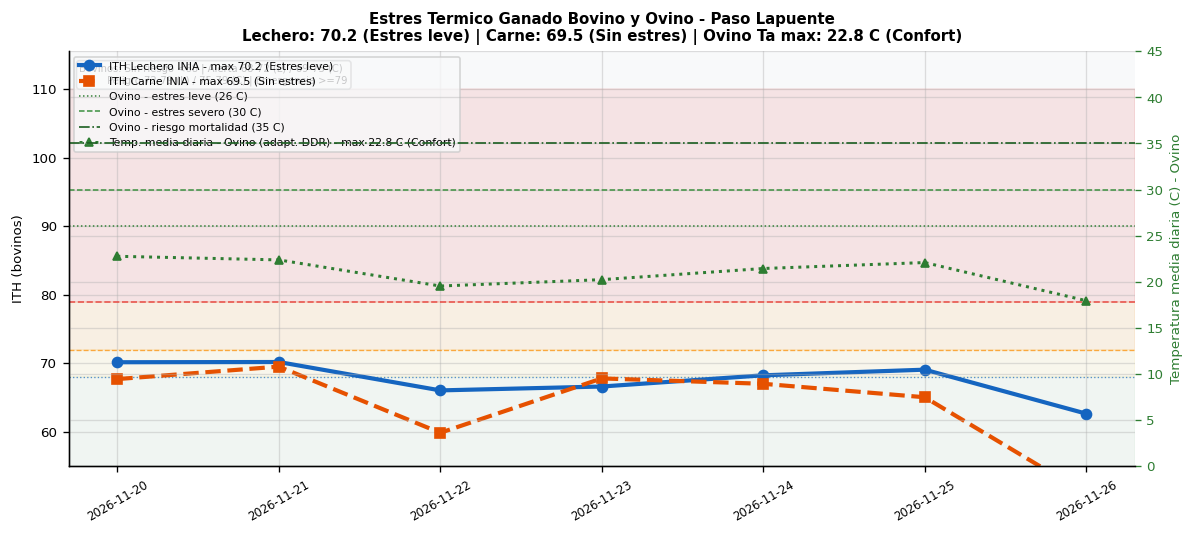 Estres Termico Ganado Bovino y Ovino - Paso Lapuente
Lechero: 70.2 (Estres leve) | Carne: 69.5 (Sin estres) | Ovino Ta max: 22.8 C (Confort)
ITH Lechero INIA - max 70.2 (Estres leve)
ITH Carne INIA - max 69.5 (Sin estres)
>=79
Ovino - estres leve (26 C)
Ovino - estres severo (30 C)
Ovino - riesgo mortalidad (35 C)
Temp. media diaria - Ovino (adapt. DDR) - max 22.8 C (Confort)
ITH (bovinos)
110
100
90
80
70
60
45
40
35
30
25
20
15
10
5
0
Temperatura media diaria (C) - Ovino
2026-11-20
2026-11-21
2026-11-22
2026-11-23
2026-11-24
2026-11-25
2026-11-26